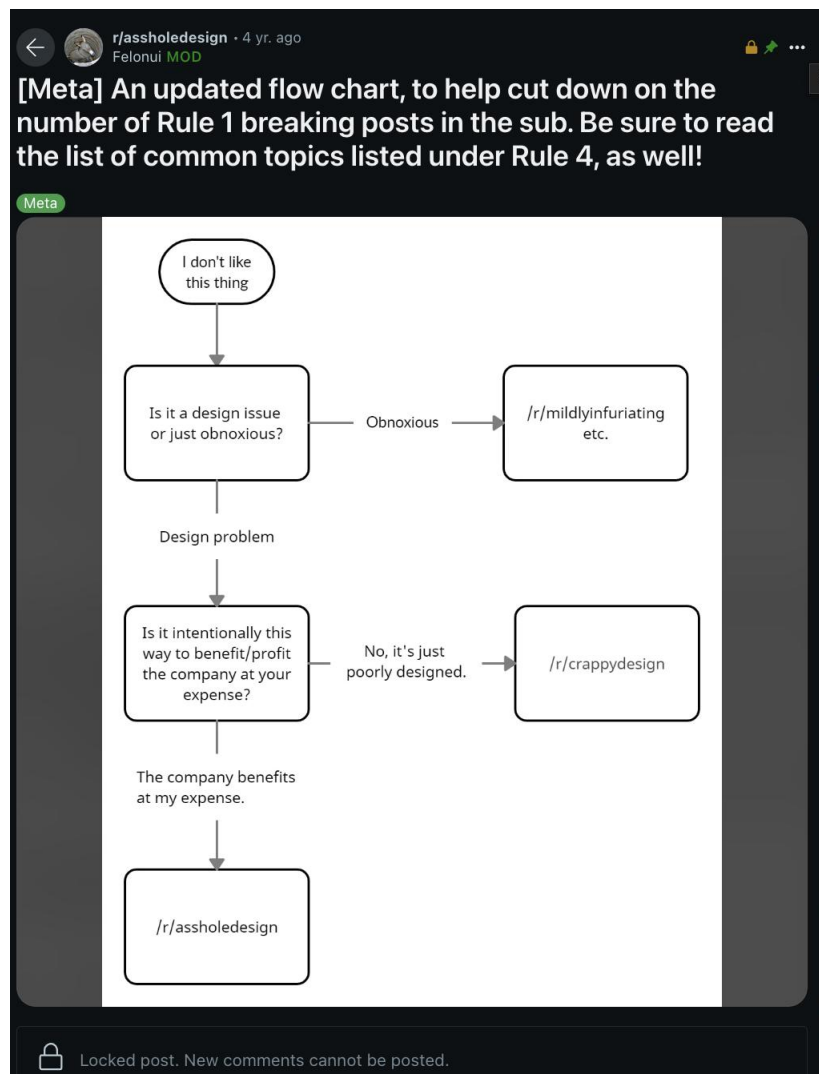 r/assholedesign • 4 yr. ago
Felonui MOD
[Meta] An updated flow chart, to help cut down on the
number of Rule 1 breaking posts in the sub. Be sure to read
the list of common topics listed under Rule 4, as well!
Meta
I don't like
this thing
Is it a design issue
or just obnoxious?
Obnoxious
/r/mildlyinfuriating
etc.
Design problem
Is it intentionally this
way to benefit/profit
the company at your
expense?
No, it's just
poorly designed.
/r/crappydesign
The company benefits
at my expense.
/r/assholedesign
Locked post. New comments cannot be posted.